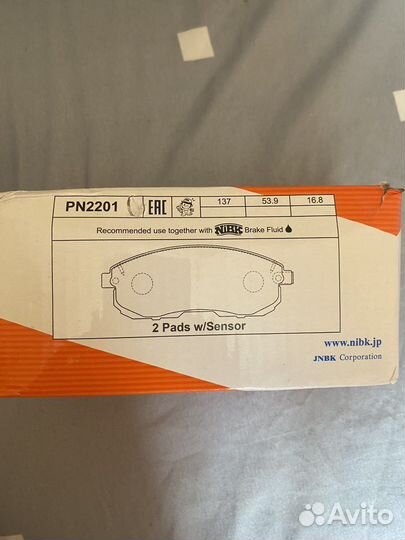 PN2201 EAC 137 53.9 16.8
Recommended use together with NiBK Brake Fluid
2 Pads w/Sensor
www.nibk.jp
JNBK Corporation
Avito